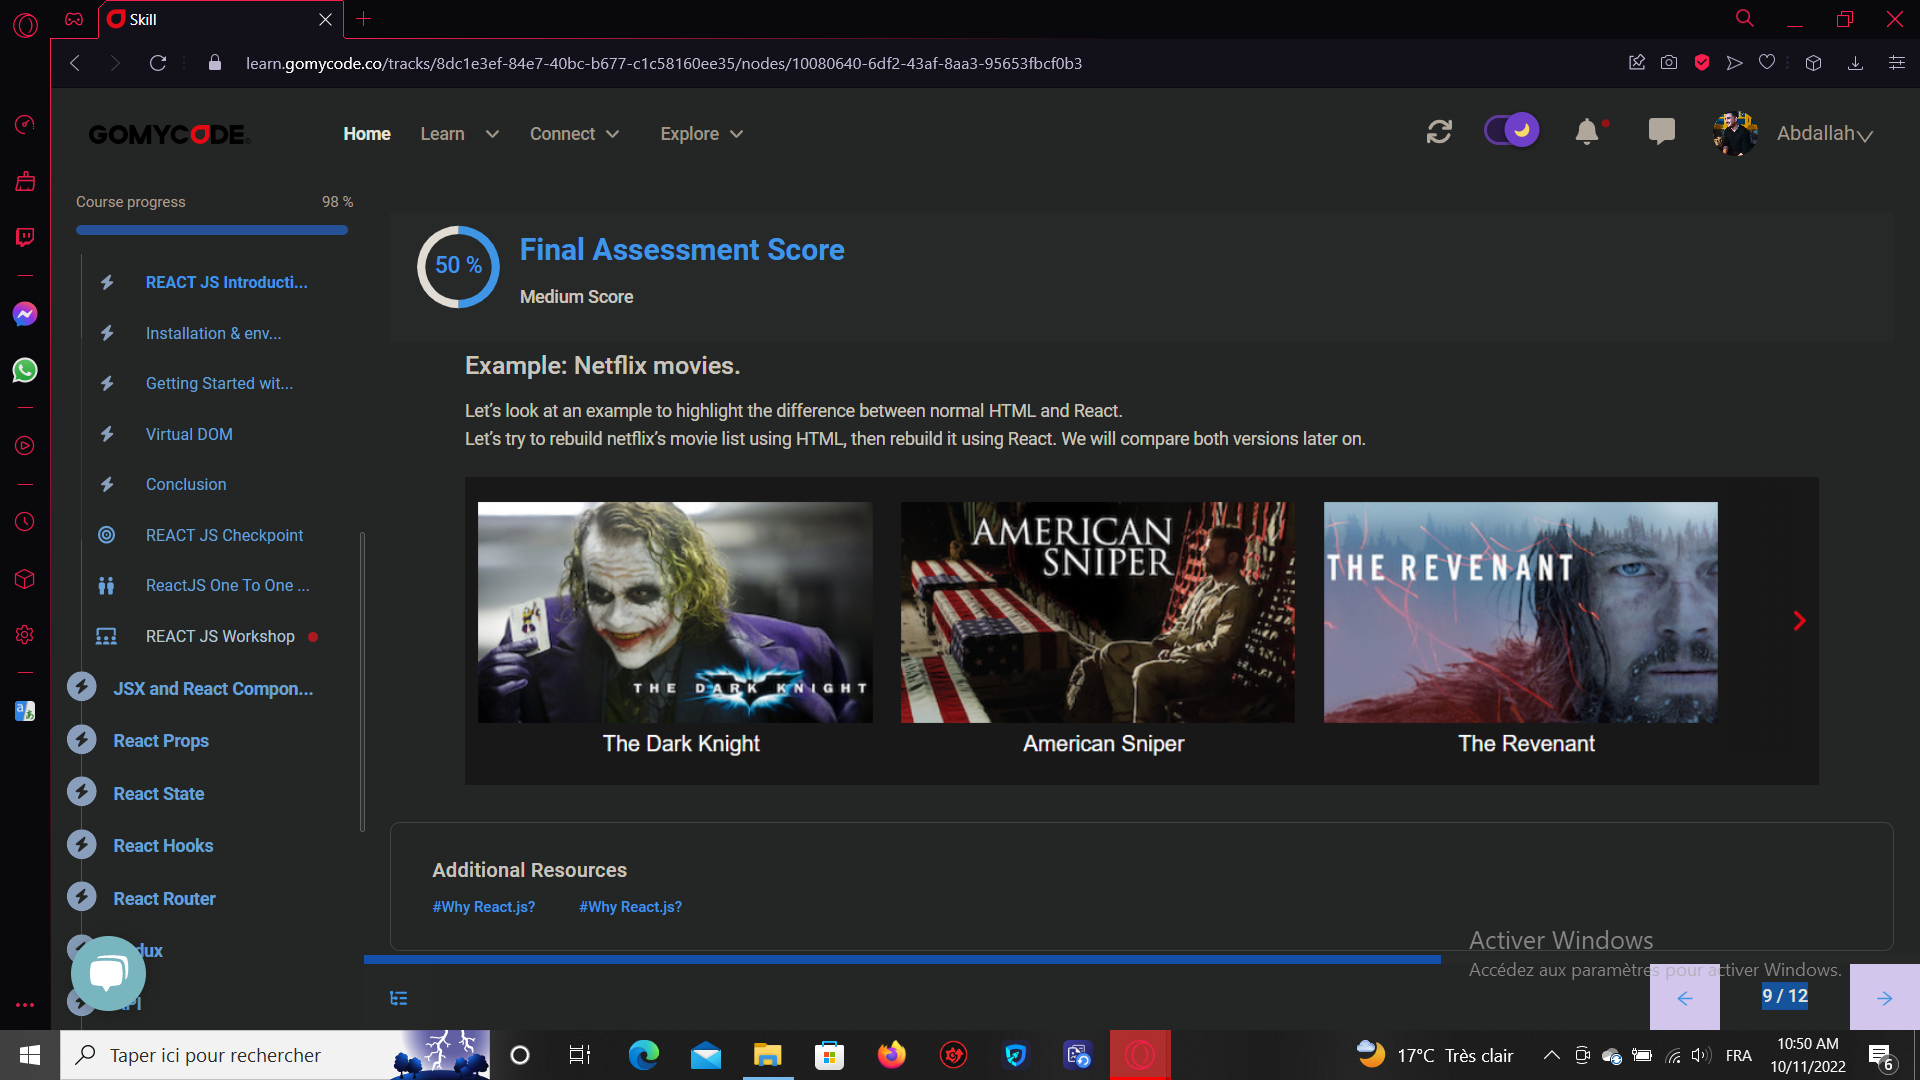 Skill
learn.gomycode.co/tracks/8dc1e3ef-84e7-40bc-b677-c1c58160ee35/nodes/10080640-6df2-43af-8aa3-95653fbcf0b3
GOMYCODE
Home
Learn
Connect
Explore
Abdallah
Course progress
98 %
REACT JS Introducti...
Installation & env...
Getting Started wit...
Virtual DOM
Conclusion
REACT JS Checkpoint
ReactJS One To One ...
REACT JS Workshop
JSX and React Compon...
React Props
React State
React Hooks
React Router
dux
PI
50 %
Final Assessment Score
Medium Score
Example: Netflix movies.
Let’s look at an example to highlight the difference between normal HTML and React.
Let’s try to rebuild netflix’s movie list using HTML, then rebuild it using React. We will compare both versions later on.
THE DARK KNIGHT
The Dark Knight
AMERICAN
SNIPER
American Sniper
THE REVENANT
The Revenant
Additional Resources
#Why React.js?
#Why React.js?
Activer Windows
Accédez aux paramètres pour activer Windows.
9 / 12
Taper ici pour rechercher
17°C Très clair
FRA
10:50 AM
10/11/2022
6